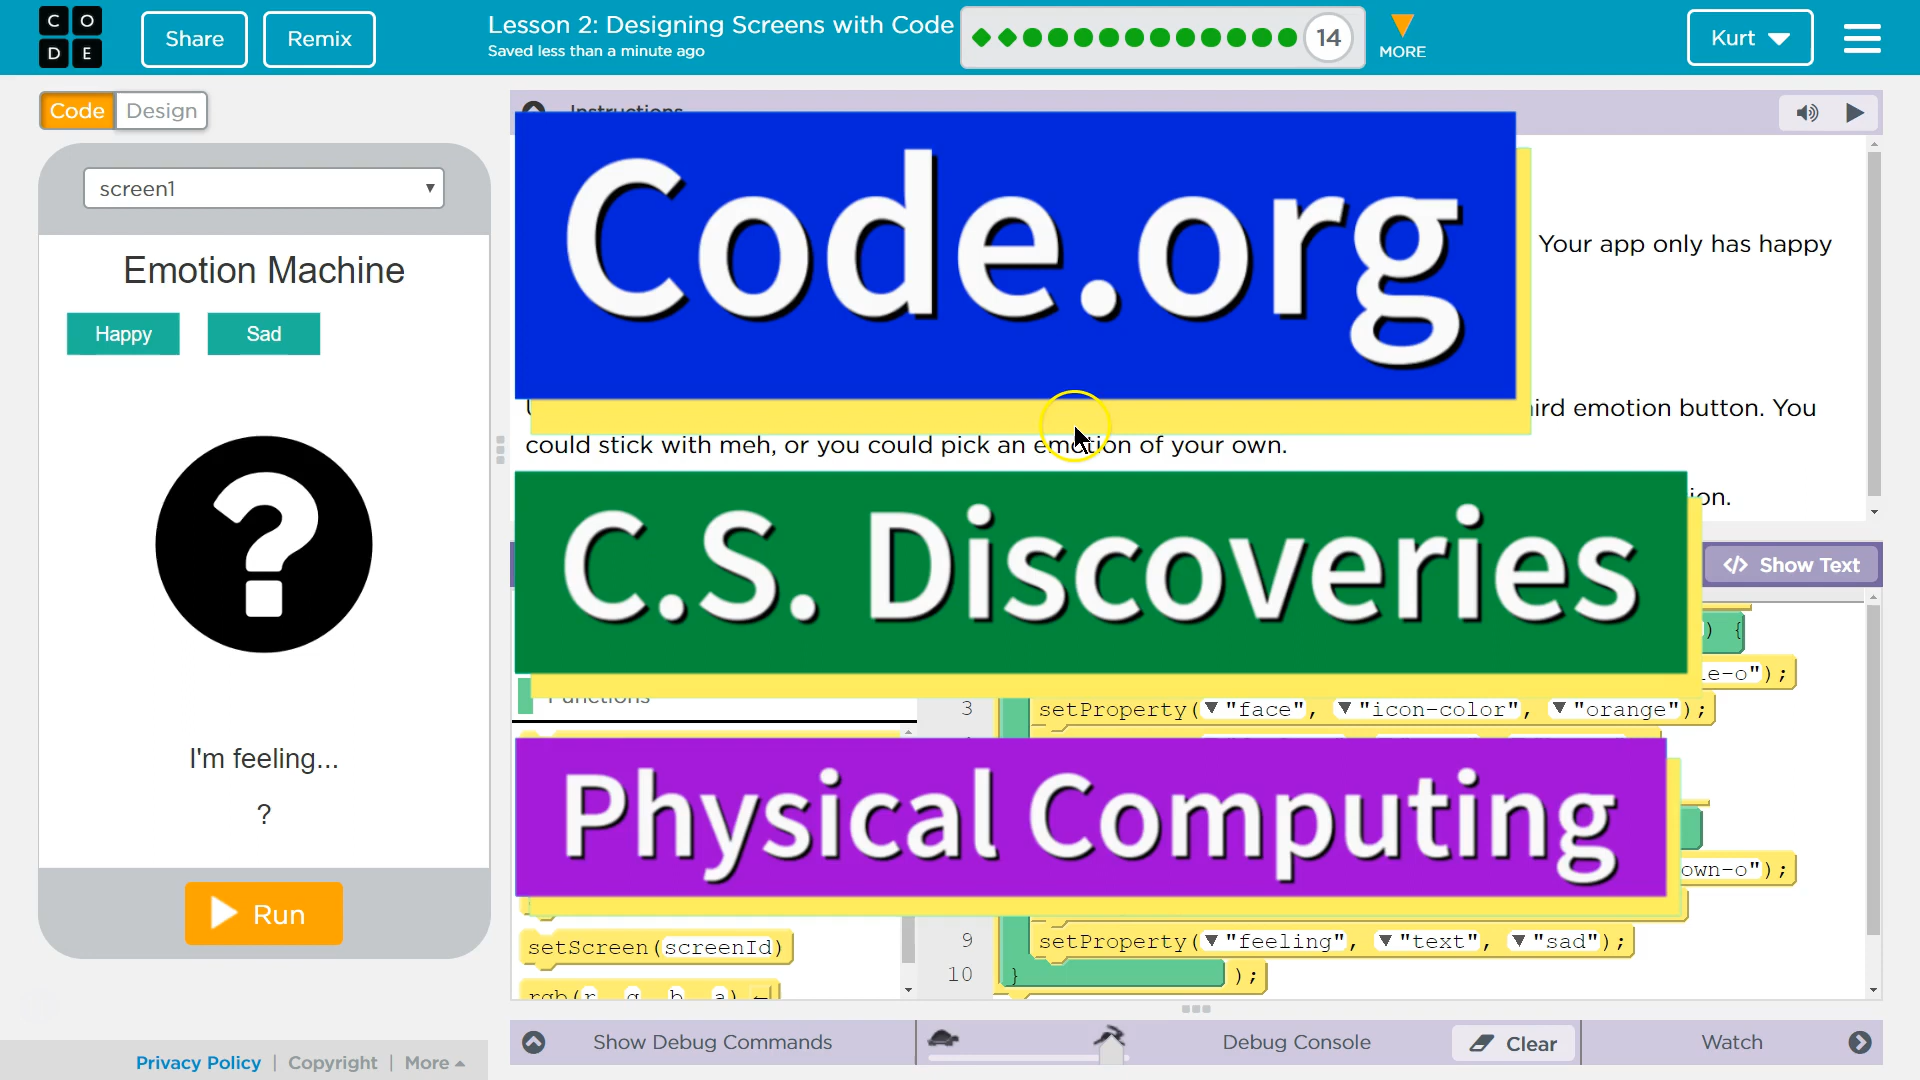 CODE
Share
Remix
Lesson 2: Designing Screens with Code
Saved less than a minute ago
14
MORE
Kurt
Code
Design
Instructions
screen1
Code.org
Your app only has happy
Emotion Machine
Happy
Sad
ird emotion button. You
could stick with meh, or you could pick an emotion of your own.
ion.
C.S. Discoveries
</> Show Text
) {
e-o");
Functions
3 setProperty("face", "icon-color", "orange");
Physical Computing
own-o");
I'm feeling...
?
Run
setScreen(screenId)
9 setProperty("feeling", "text", "sad");
10 } );
rgb(r, g, b, a)
Show Debug Commands
Debug Console
Clear
Watch
Privacy Policy | Copyright | More